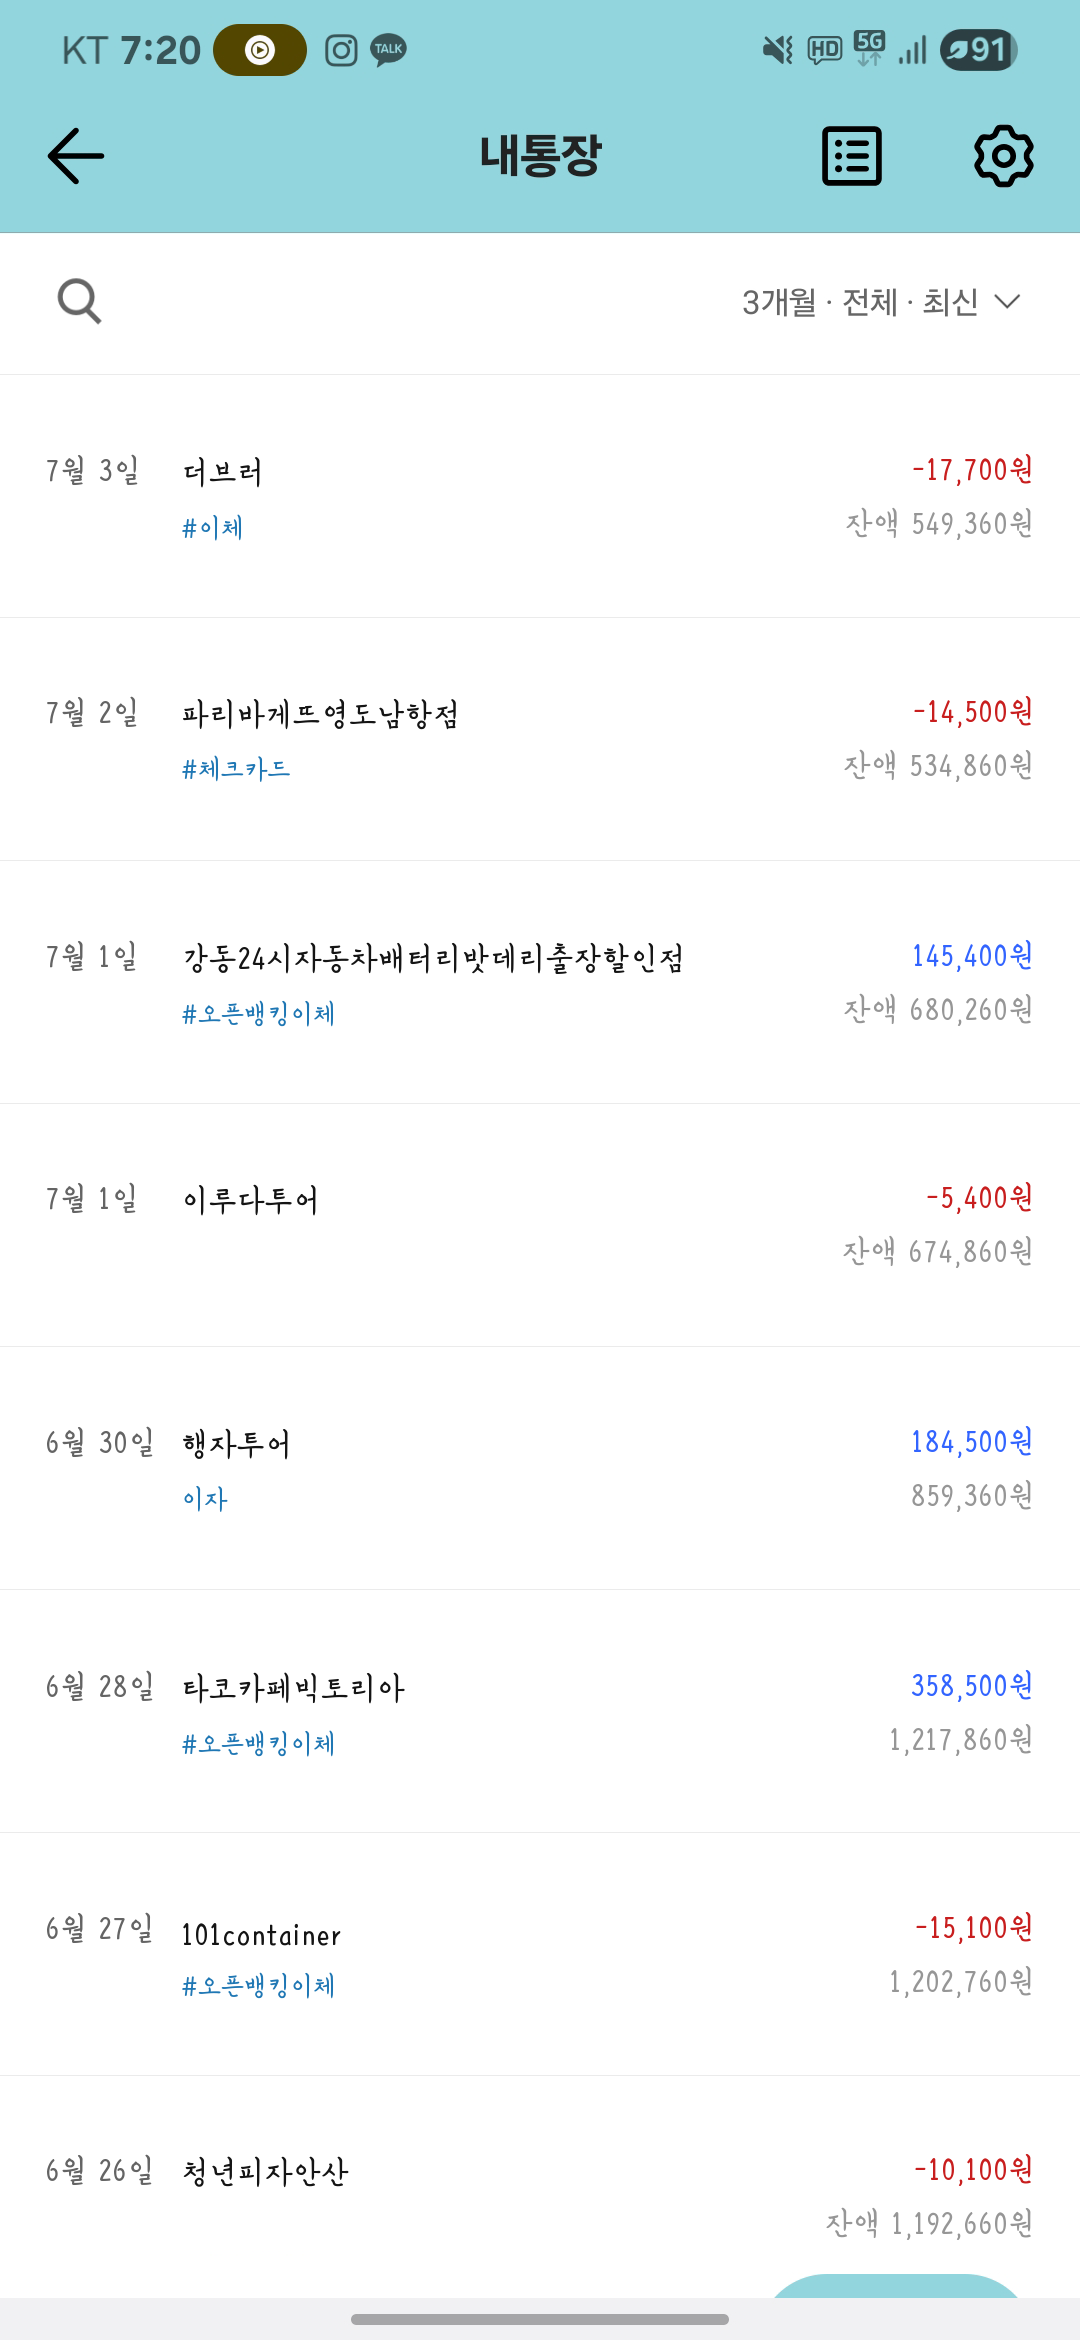 KT 7:20 TALK HD 5G 91
내통장
3개월 · 전체 · 최신
7월 3일 더브러 -17,700원
#이체 잔액 549,360원
7월 2일 파리바게뜨영도남항점 -14,500원
#체크카드 잔액 534,860원
7월 1일 강동24시자동차배터리밧데리출장할인점 145,400원
#오픈뱅킹이체 잔액 680,260원
7월 1일 이루다투어 -5,400원
잔액 674,860원
6월 30일 행자투어 184,500원
이자 859,360원
6월 28일 타코카페빅토리아 358,500원
#오픈뱅킹이체 1,217,860원
6월 27일 101container -15,100원
#오픈뱅킹이체 1,202,760원
6월 26일 청년피자안산 -10,100원
잔액 1,192,660원